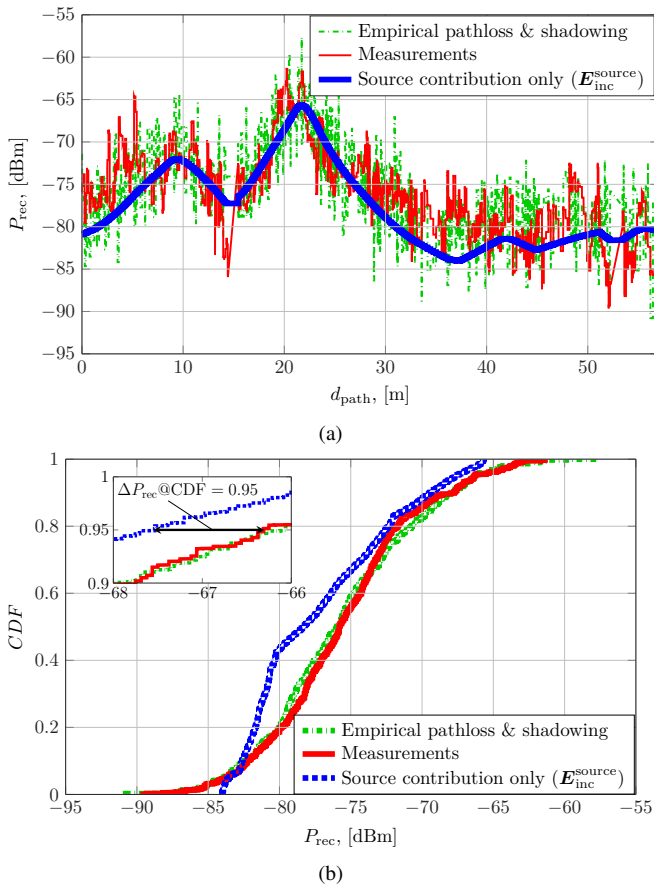 −55
−60
−65
−70
−75
−80
−85
−90
−95
P_rec, [dBm]
Empirical pathloss & shadowing
Measurements
Source contribution only (E_inc^source)
0 10 20 30 40 50
d_path, [m]
(a)
1
0.8
0.6
0.4
0.2
0
CDF
1
0.95
0.9
ΔP_rec@CDF = 0.95
−68 −67 −66
Empirical pathloss & shadowing
Measurements
Source contribution only (E_inc^source)
−95 −90 −85 −80 −75 −70 −65 −60 −55
P_rec, [dBm]
(b)